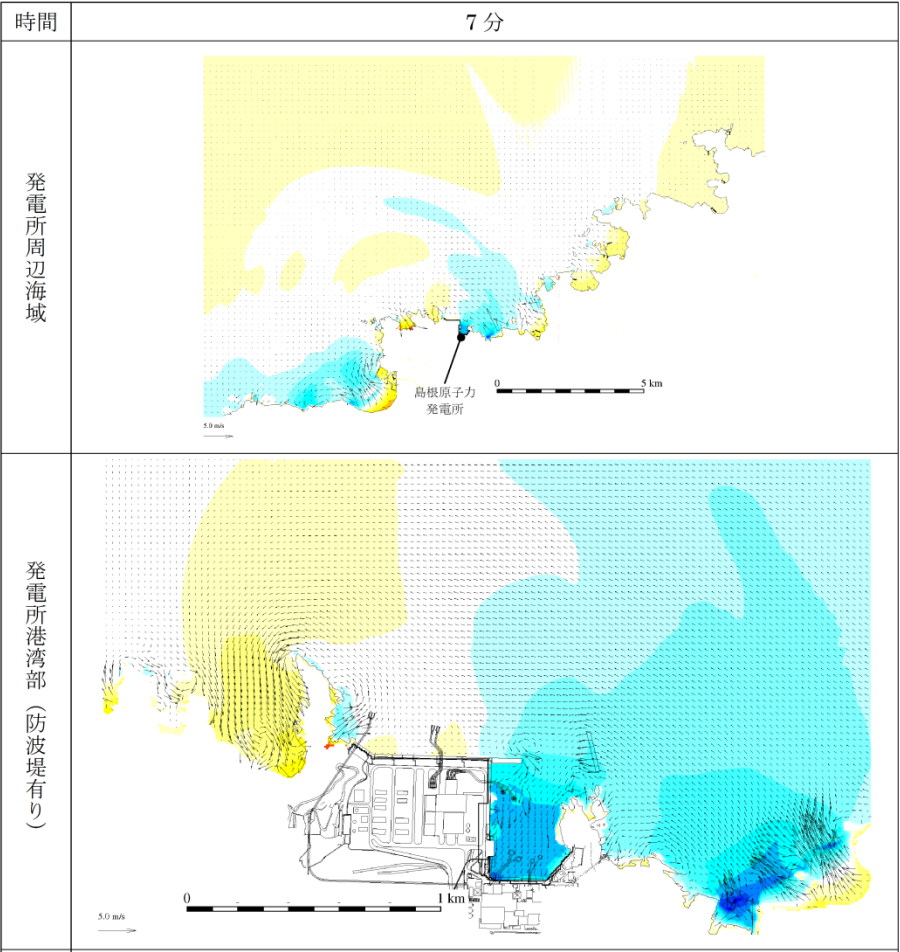 時間
7分
発電所周辺海域
島根原子力
発電所
0
5 km
5.0 m/s
発電所港湾部（防波堤有り）
0
1 km
5.0 m/s